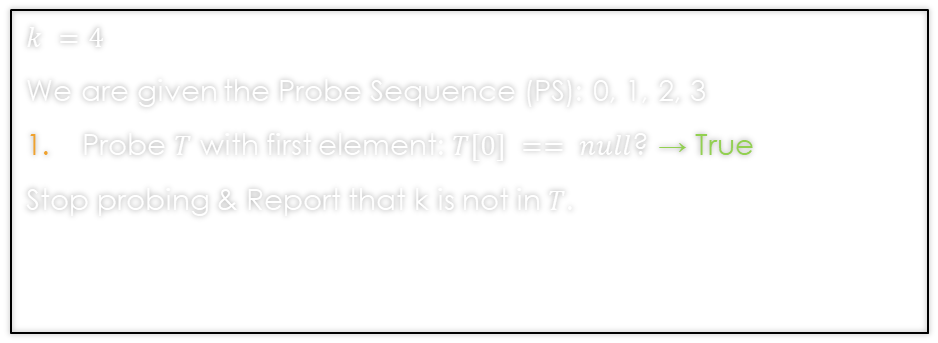 k = 4
We are given the Probe Sequence (PS): 0, 1, 2, 3
1. Probe T with first element: T[0] == null? → True
Stop probing & Report that k is not in T.